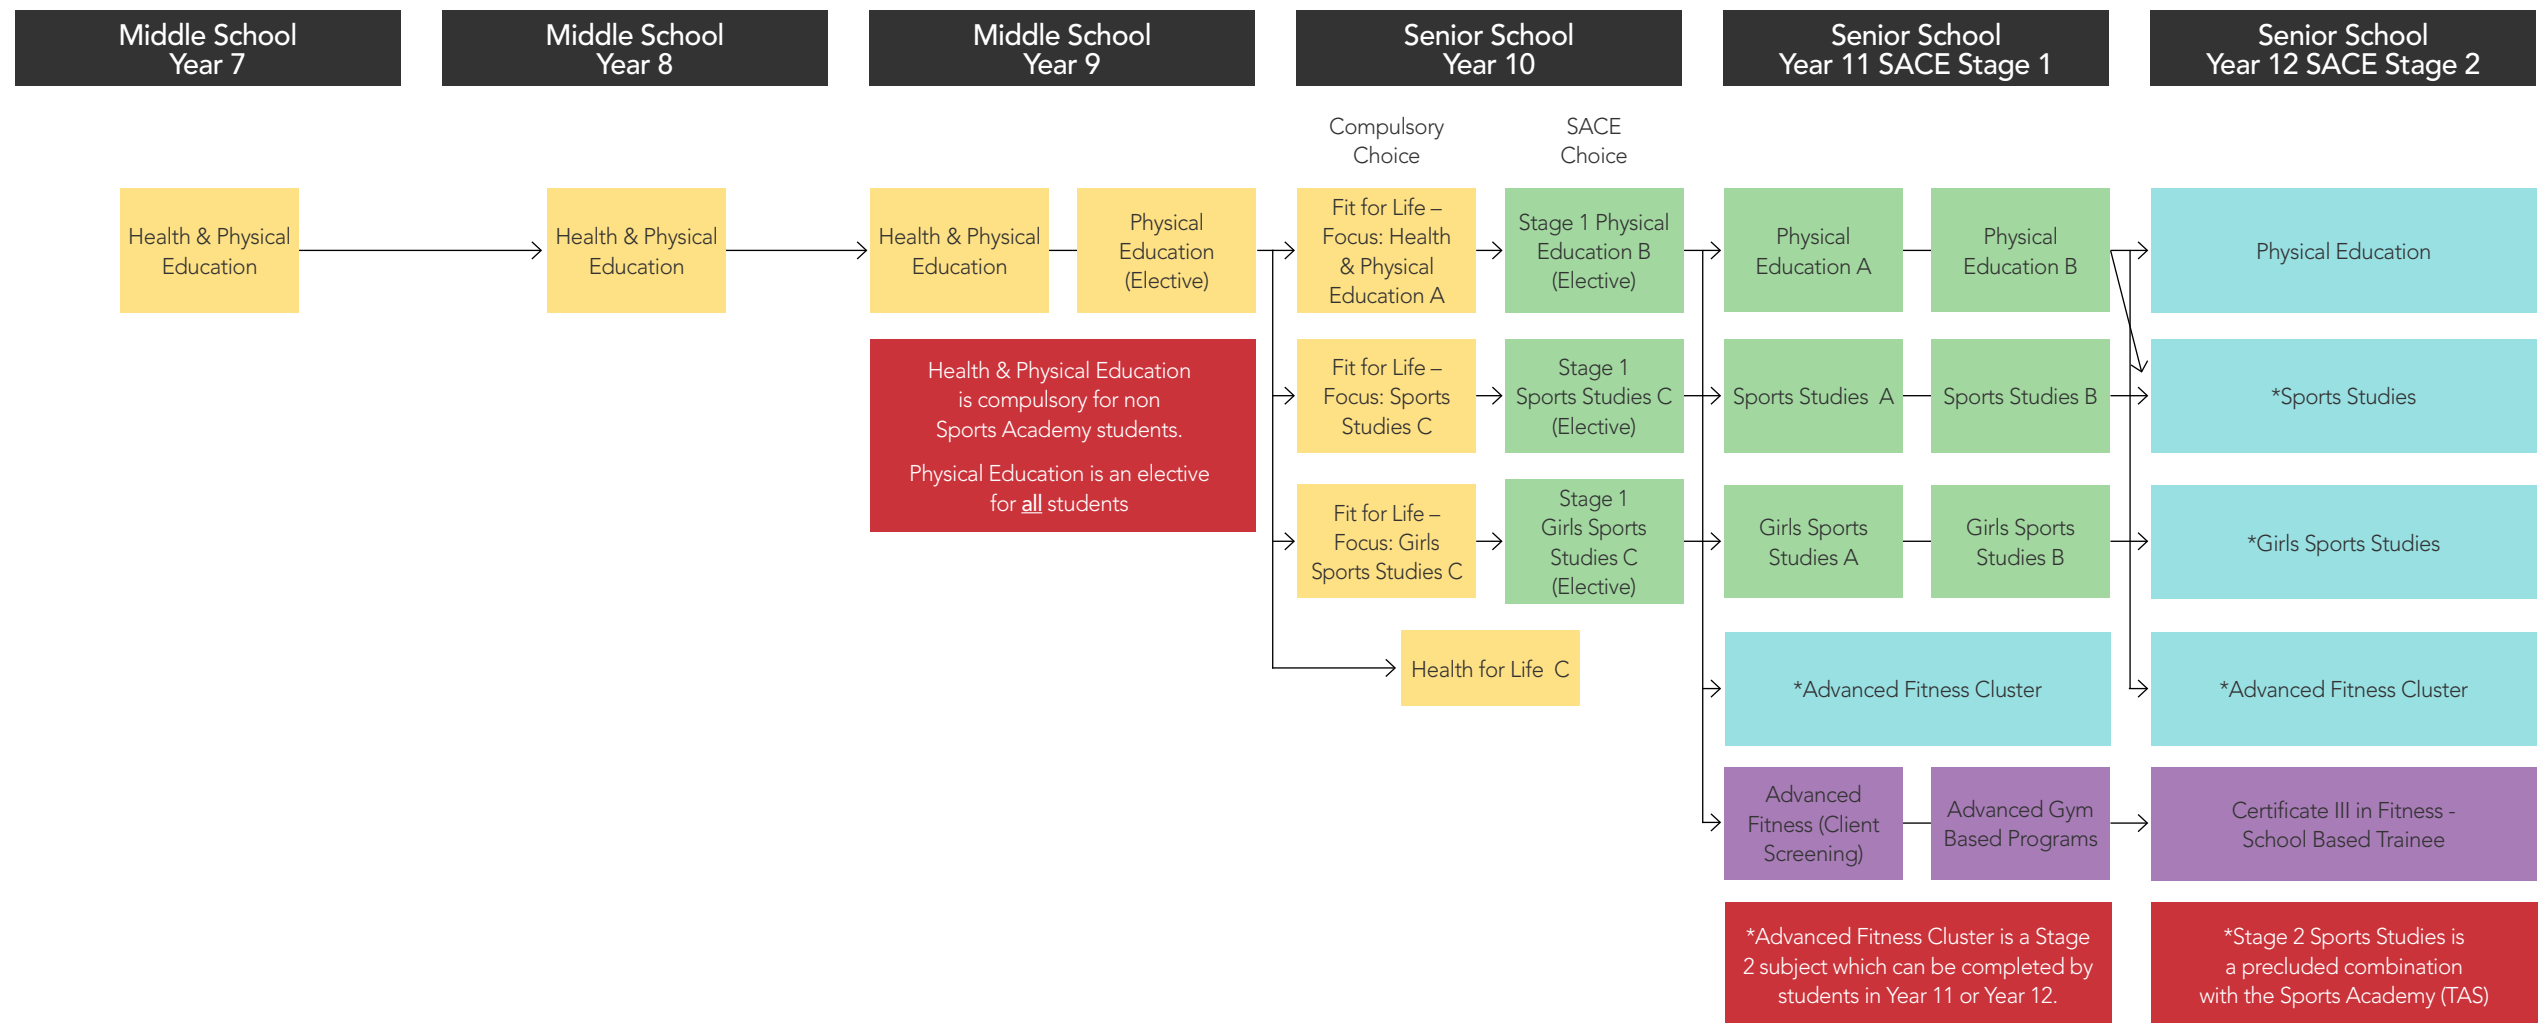 Middle School
Year 7
Middle School
Year 8
Middle School
Year 9
Senior School
Year 10
Senior School
Year 11 SACE Stage 1
Senior School
Year 12 SACE Stage 2
Compulsory
Choice
SACE
Choice
Health & Physical
Education
Health & Physical
Education
Health & Physical
Education
Physical
Education
(Elective)
Fit for Life –
Focus: Health
& Physical
Education A
Stage 1 Physical
Education B
(Elective)
Physical
Education A
Physical
Education B
Physical Education
Health & Physical Education
is compulsory for non
Sports Academy students.
Physical Education is an elective
for all students
Fit for Life –
Focus: Sports
Studies C
Stage 1
Sports Studies C
(Elective)
Sports Studies A
Sports Studies B
*Sports Studies
Fit for Life –
Focus: Girls
Sports Studies C
Stage 1
Girls Sports
Studies C
(Elective)
Girls Sports
Studies A
Girls Sports
Studies B
*Girls Sports Studies
Health for Life C
*Advanced Fitness Cluster
*Advanced Fitness Cluster
Advanced
Fitness (Client
Screening)
Advanced Gym
Based Programs
Certificate III in Fitness -
School Based Trainee
*Advanced Fitness Cluster is a Stage
2 subject which can be completed by
students in Year 11 or Year 12.
*Stage 2 Sports Studies is
a precluded combination
with the Sports Academy (TAS)